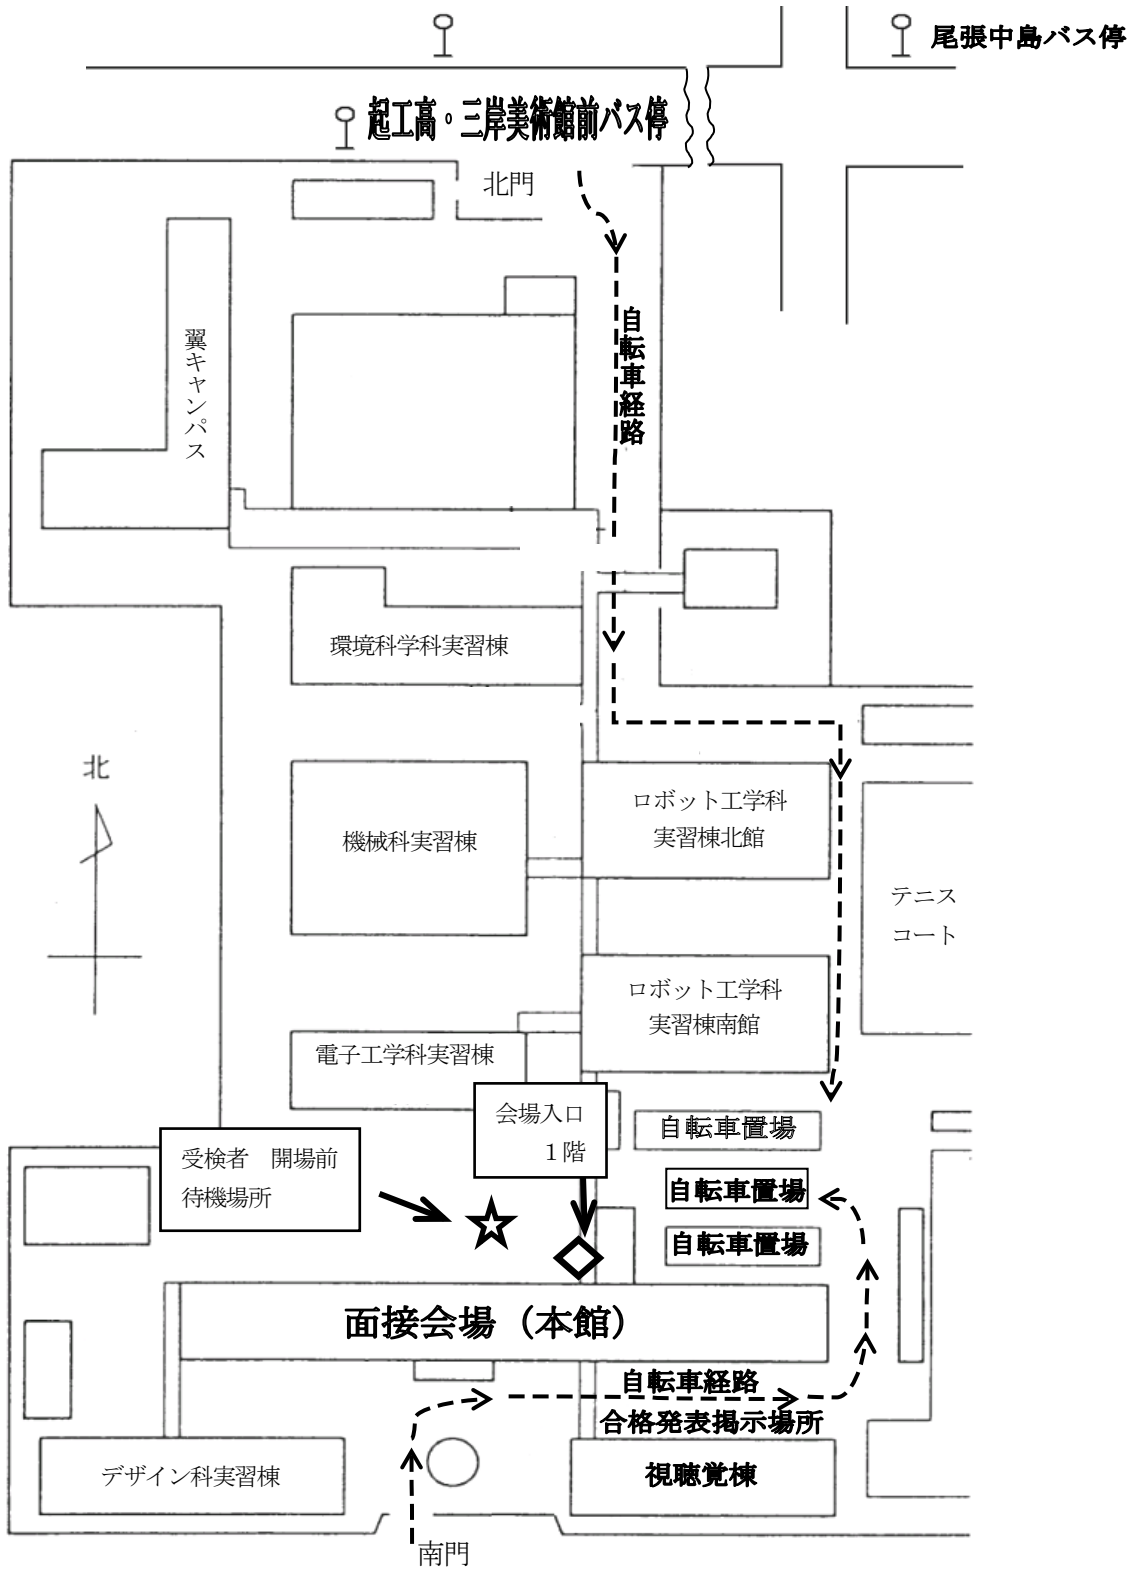 尾張中島バス停
起工高・三岸美術館前バス停
北門
自転車経路
翼キャンパス
環境科学科実習棟
北
機械科実習棟
ロボット工学科
実習棟北館
テニス
コート
ロボット工学科
実習棟南館
電子工学科実習棟
会場入口
１階
自転車置場
受検者　開場前
待機場所
自転車置場
自転車置場
面接会場（本館）
自転車経路
合格発表掲示場所
デザイン科実習棟
視聴覚棟
南門